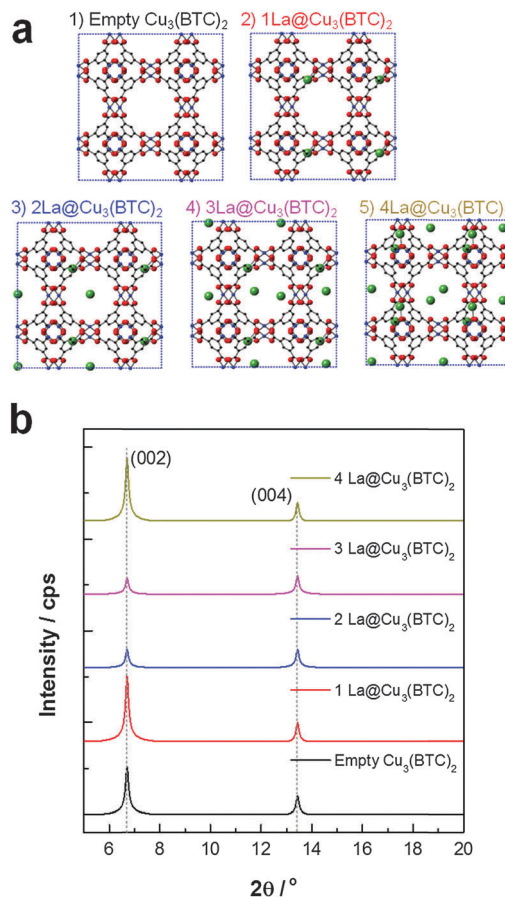 a
1) Empty Cu3(BTC)2
2) 1La@Cu3(BTC)2
3) 2La@Cu3(BTC)2
4) 3La@Cu3(BTC)2
5) 4La@Cu3(BTC)
b
(002)
(004)
4 La@Cu3(BTC)2
3 La@Cu3(BTC)2
2 La@Cu3(BTC)2
1 La@Cu3(BTC)2
Empty Cu3(BTC)2
Intensity / cps
6 8 10 12 14 16 18 20
2θ / °